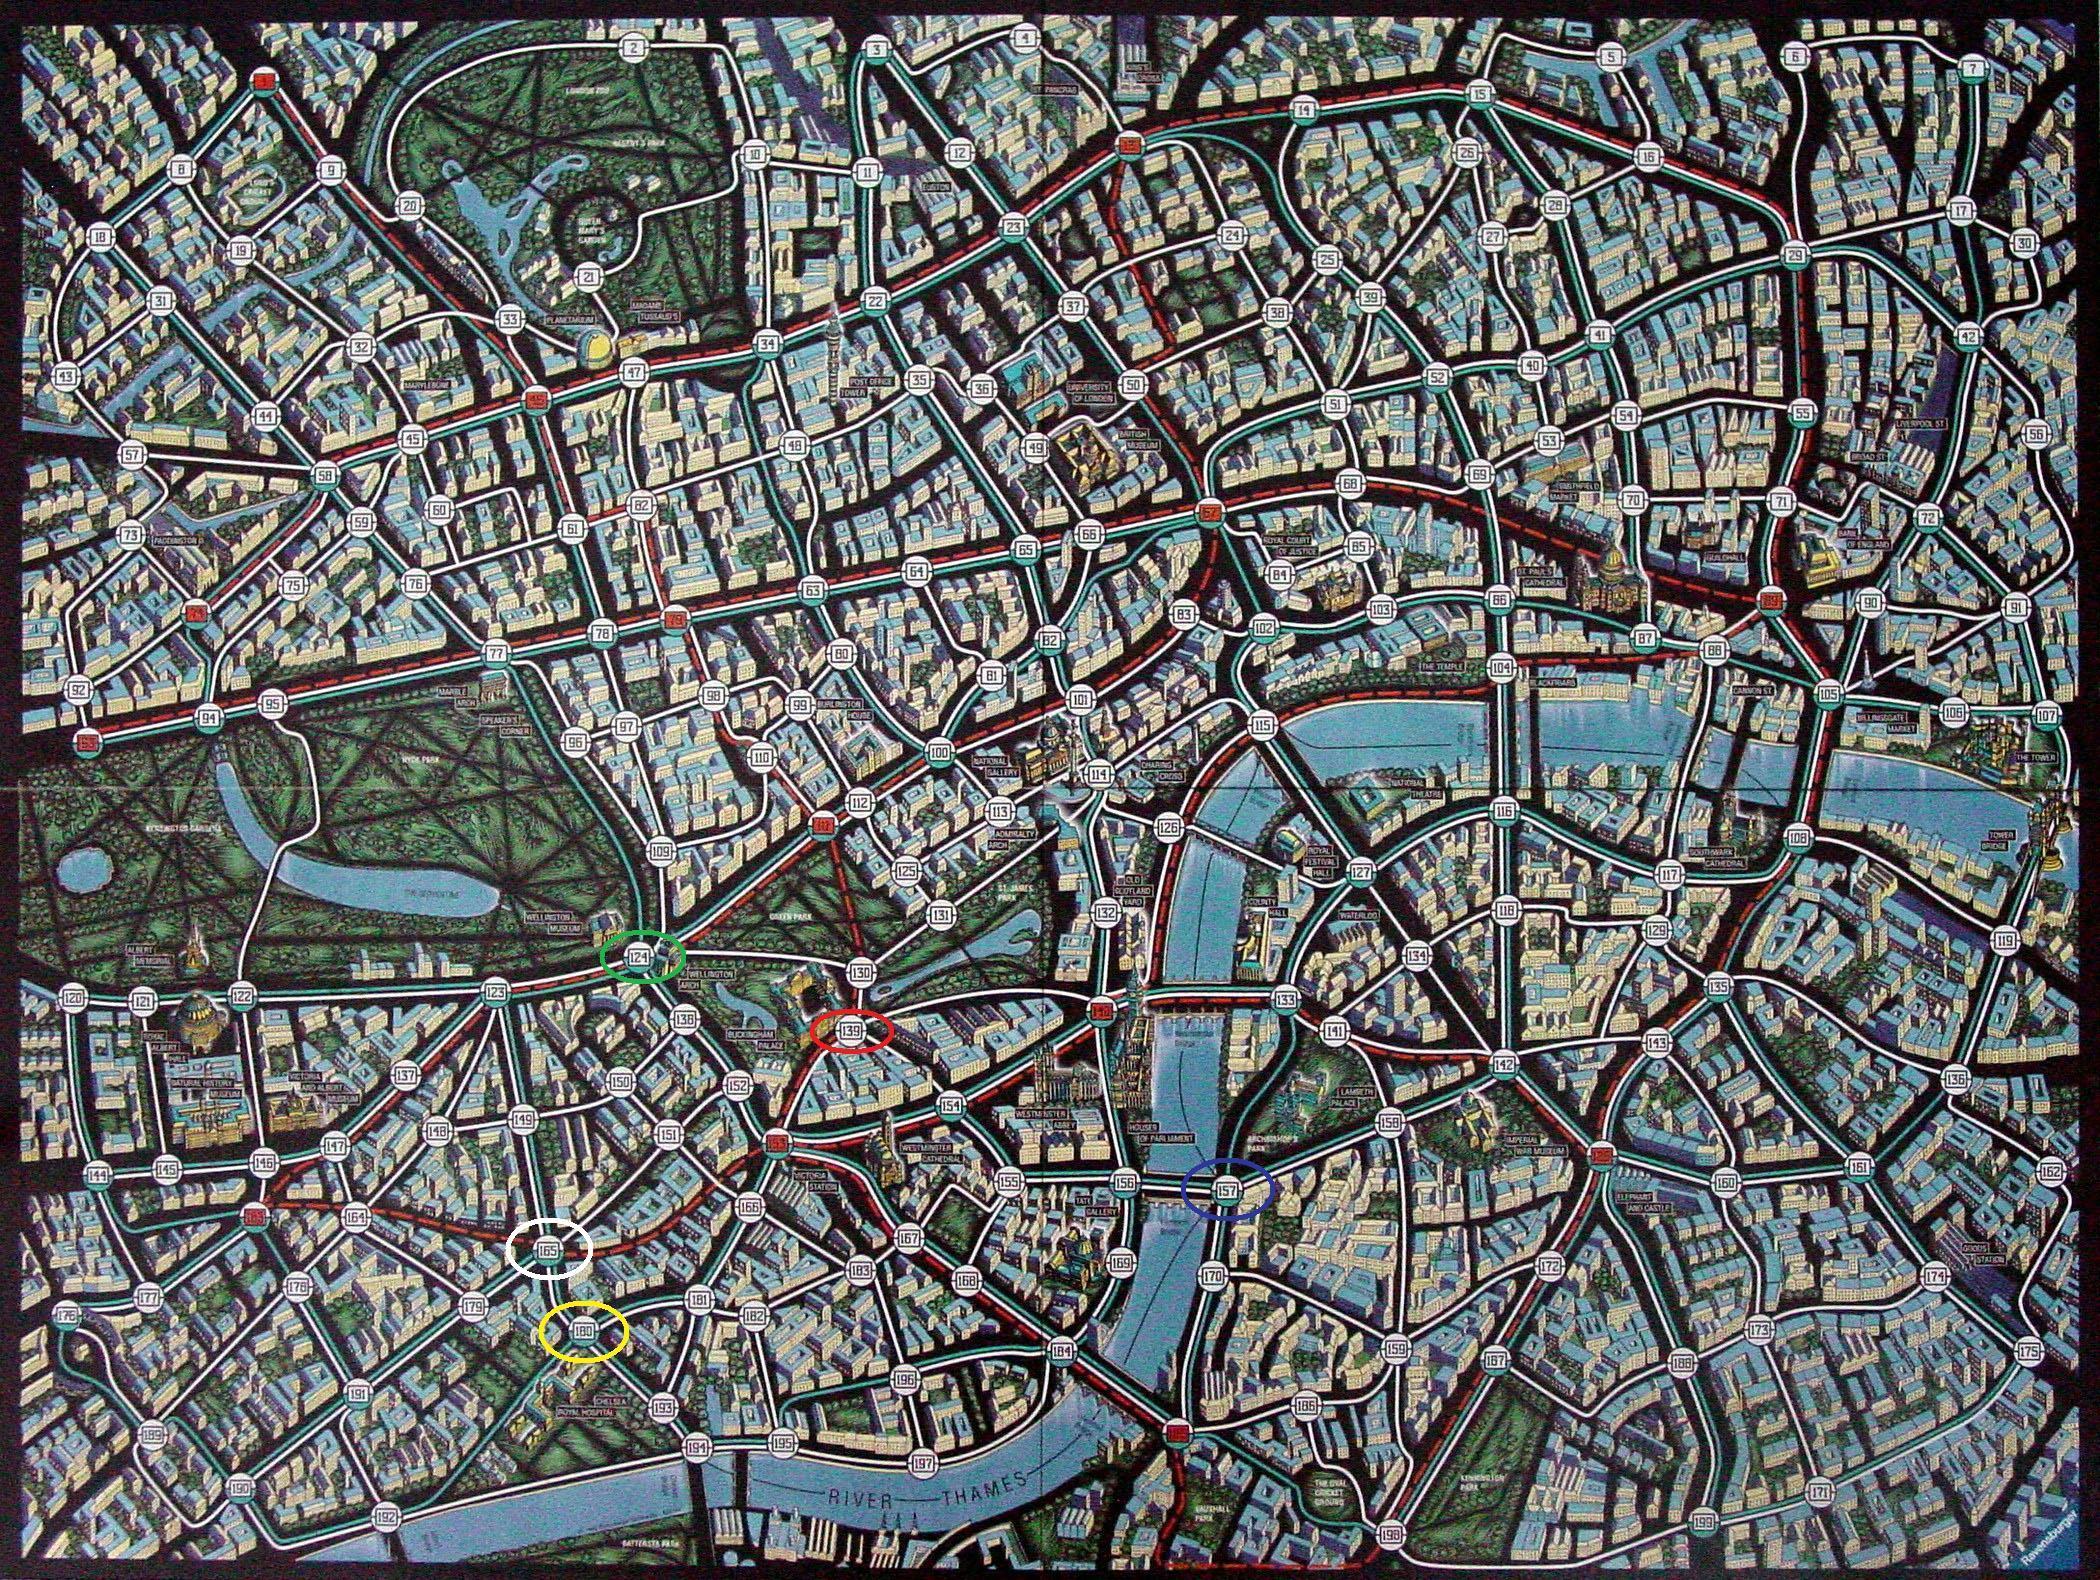 1
2
3
4
5
6
7
LONDON ZOO
ST. PANCRAS
KING'S
CROSS
8
9
10
11
12
13
14
15
16
17
REGENT'S PARK
LORD'S
CRICKET
GROUND
QUEEN
MARY'S
GARDEN
EUSTON
18
19
20
21
22
23
24
25
26
27
28
29
30
31
32
33
34
35
36
37
38
39
40
41
42
PLANETARIUM
MADAME
TUSSAUD'S
POST OFFICE
TOWER
MARYLEBONE
UNIVERSITY
OF LONDON
BRITISH
MUSEUM
43
44
45
46
47
48
49
50
51
52
53
54
55
56
LIVERPOOL ST.
BROAD ST.
SMITHFIELD
MARKET
57
58
59
60
61
62
63
64
65
66
67
68
69
70
71
72
73
PADDINGTON
ROYAL COURT
OF JUSTICE
GUILDHALL
BANK
OF ENGLAND
ST. PAUL'S
CATHEDRAL
74
75
76
77
78
79
80
81
82
83
84
85
86
87
88
89
90
91
MARBLE
ARCH
SPEAKER'S
CORNER
THE TEMPLE
BLACKFRIARS
CANNON ST.
BURLINGTON
HOUSE
BILLINGSGATE
MARKET
THE TOWER
92
93
94
95
96
97
98
99
100
101
102
103
104
105
106
107
HYDE PARK
NATIONAL
GALLERY
CHARING
CROSS
NATIONAL
THEATRE
KENSINGTON GARDENS
THE SERPENTINE
ADMIRALTY
ARCH
ROYAL
FESTIVAL
HALL
SOUTHWARK
CATHEDRAL
TOWER
BRIDGE
108
109
110
111
112
113
114
115
116
117
118
119
GREEN PARK
ST. JAMES
PARK
OLD
SCOTLAND
YARD
COUNTY
HALL
WATERLOO
WELLINGTON
MUSEUM
ALBERT
MEMORIAL
WELLINGTON
ARCH
120
121
122
123
124
125
126
127
129
130
131
132
133
134
135
136
ROYAL
ALBERT
HALL
BUCKINGHAM
PALACE
NATURAL HISTORY
MUSEUM
VICTORIA
AND ALBERT
MUSEUM
LAMBETH
PALACE
WESTMINSTER
ABBEY
HOUSES
OF PARLIAMENT
ARCHBISHOP'S
PARK
IMPERIAL
WAR MUSEUM
137
138
139
140
141
142
143
144
145
146
147
148
149
150
151
152
153
154
155
156
157
158
128
160
161
162
WESTMINSTER
CATHEDRAL
VICTORIA
STATION
TATE
GALLERY
ELEPHANT
AND CASTLE
GOODS
STATION
163
164
165
166
167
168
169
170
159
172
173
174
175
176
177
178
179
180
181
182
183
184
185
186
187
188
CHELSEA
ROYAL HOSPITAL
189
190
191
192
193
194
195
196
197
198
199
171
RIVER THAMES
THE OVAL
CRICKET
GROUND
KENNINGTON
PARK
VAUXHALL
PARK
BATTERSEA PARK
Ravensburger